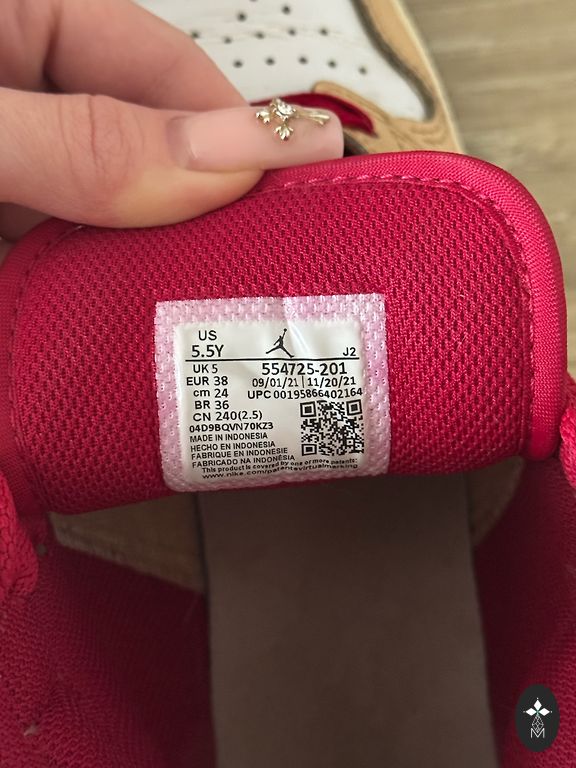 US
5.5Y
J2
UK 5 554725-201
EUR 38 09/01/21 | 11/20/21
cm 24 UPC 00195866402164
BR 36
CN 240(2.5)
04D9BQVN70KZ3
MADE IN INDONESIA
HECHO EN INDONESIA
FABRIQUE EN INDONESIE
FABRICADO NA INDONÉSIA
This product is covered by one or more patents:
www.nike.com/patentsvirtualmarking
M